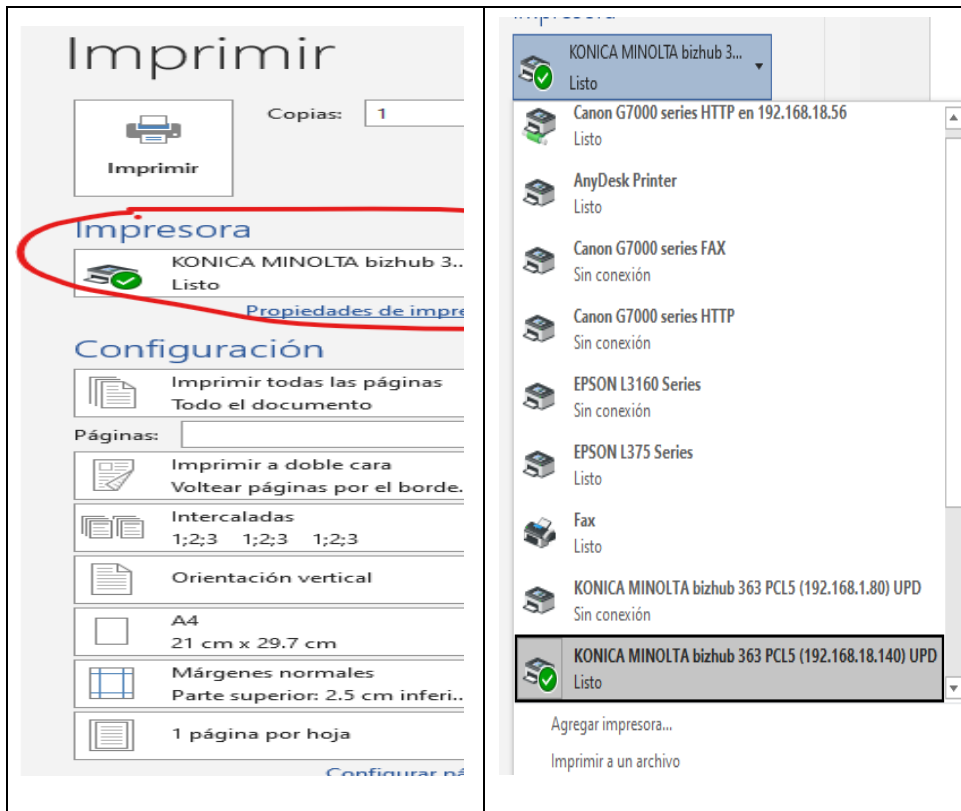 Imprimir
Copias: 1
Imprimir
Impresora
KONICA MINOLTA bizhub 3..
Listo
Propiedades de impre
Configuración
Imprimir todas las páginas
Todo el documento
Páginas:
Imprimir a doble cara
Voltear páginas por el borde.
Intercaladas
1;2;3 1;2;3 1;2;3
Orientación vertical
A4
21 cm x 29.7 cm
Márgenes normales
Parte superior: 2.5 cm inferi..
1 página por hoja
Configurar pá
Impresora
KONICA MINOLTA bizhub 3...
Listo
Canon G7000 series HTTP en 192.168.18.56
Listo
AnyDesk Printer
Listo
Canon G7000 series FAX
Sin conexión
Canon G7000 series HTTP
Sin conexión
EPSON L3160 Series
Sin conexión
EPSON L375 Series
Listo
Fax
Listo
KONICA MINOLTA bizhub 363 PCL5 (192.168.1.80) UPD
Sin conexión
KONICA MINOLTA bizhub 363 PCL5 (192.168.18.140) UPD
Listo
Agregar impresora...
Imprimir a un archivo